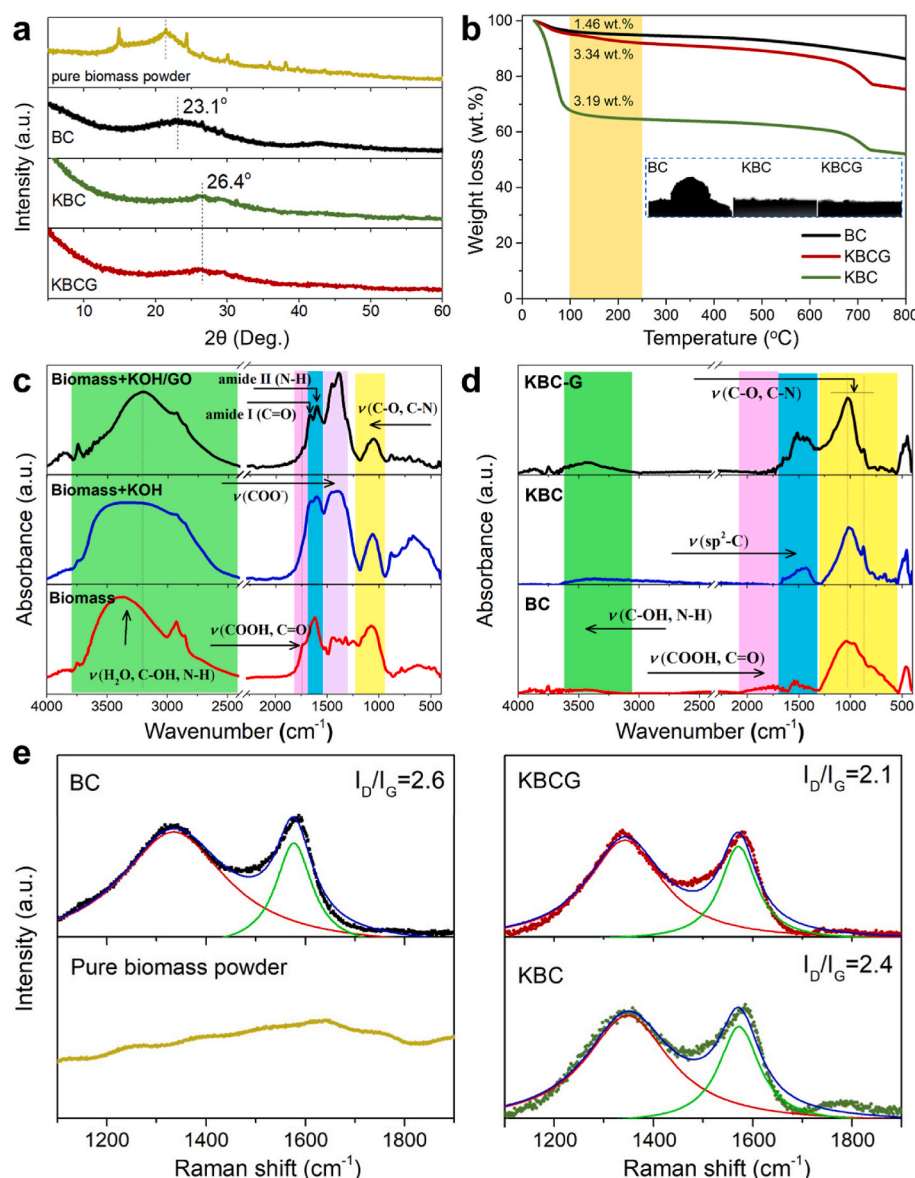 a
pure biomass powder
23.1°
BC
26.4°
KBC
KBCG
Intensity (a.u.)
10 20 30 40 50 60
2θ (Deg.)
b
1.46 wt.%
3.34 wt.%
3.19 wt.%
BC KBC KBCG
BC
KBCG
KBC
Weight loss (wt.%)
100
80
60
40
20
0
0 100 200 300 400 500 600 700 800
Temperature (°C)
c
Biomass+KOH/GO
amide II (N-H)
amide I (C=O)
ν(C-O, C-N)
Biomass+KOH
ν(COO⁻)
Biomass
ν(COOH, C=O)
ν(H₂O, C-OH, N-H)
Absorbance (a.u.)
4000 3500 3000 2500 2000 1500 1000 500
Wavenumber (cm⁻¹)
d
KBC-G
ν(C-O, C-N)
KBC
ν(sp²-C)
BC
ν(C-OH, N-H)
ν(COOH, C=O)
Absorbance (a.u.)
4000 3500 3000 2500 2000 1500 1000 500
Wavenumber (cm⁻¹)
e
BC
I_D/I_G=2.6
Pure biomass powder
Intensity (a.u.)
1200 1400 1600 1800
Raman shift (cm⁻¹)
KBCG
I_D/I_G=2.1
KBC
I_D/I_G=2.4
1200 1400 1600 1800
Raman shift (cm⁻¹)